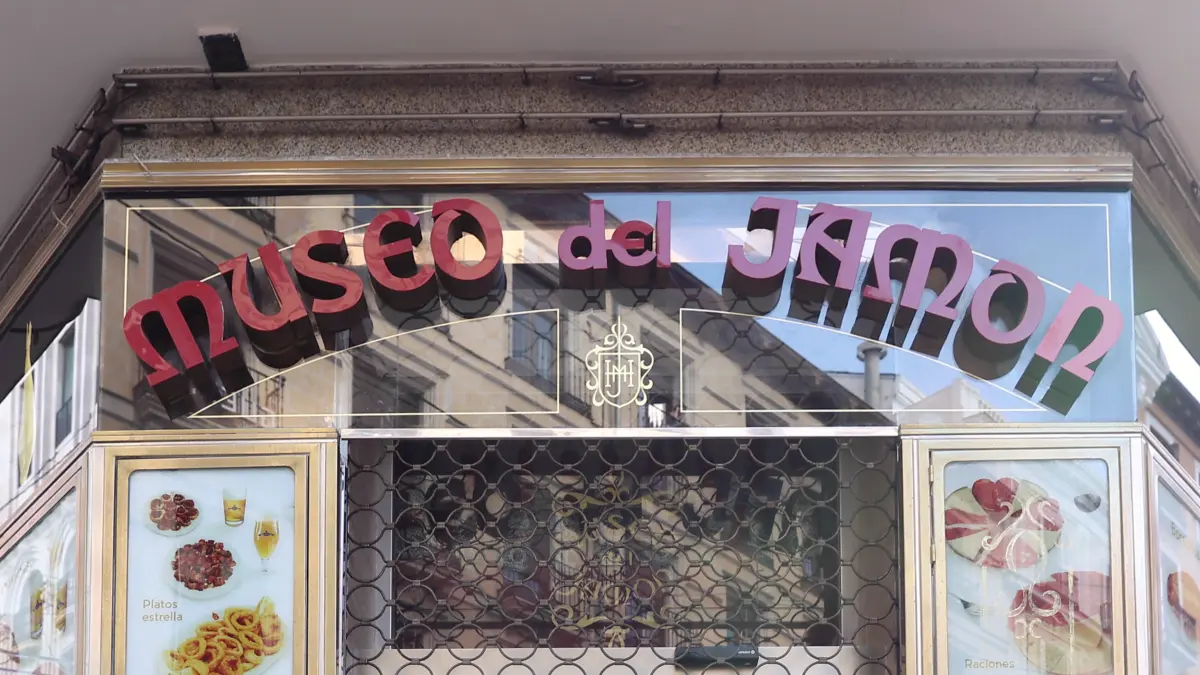 MUSEO del JAMON
Platos
estrella
Raciones